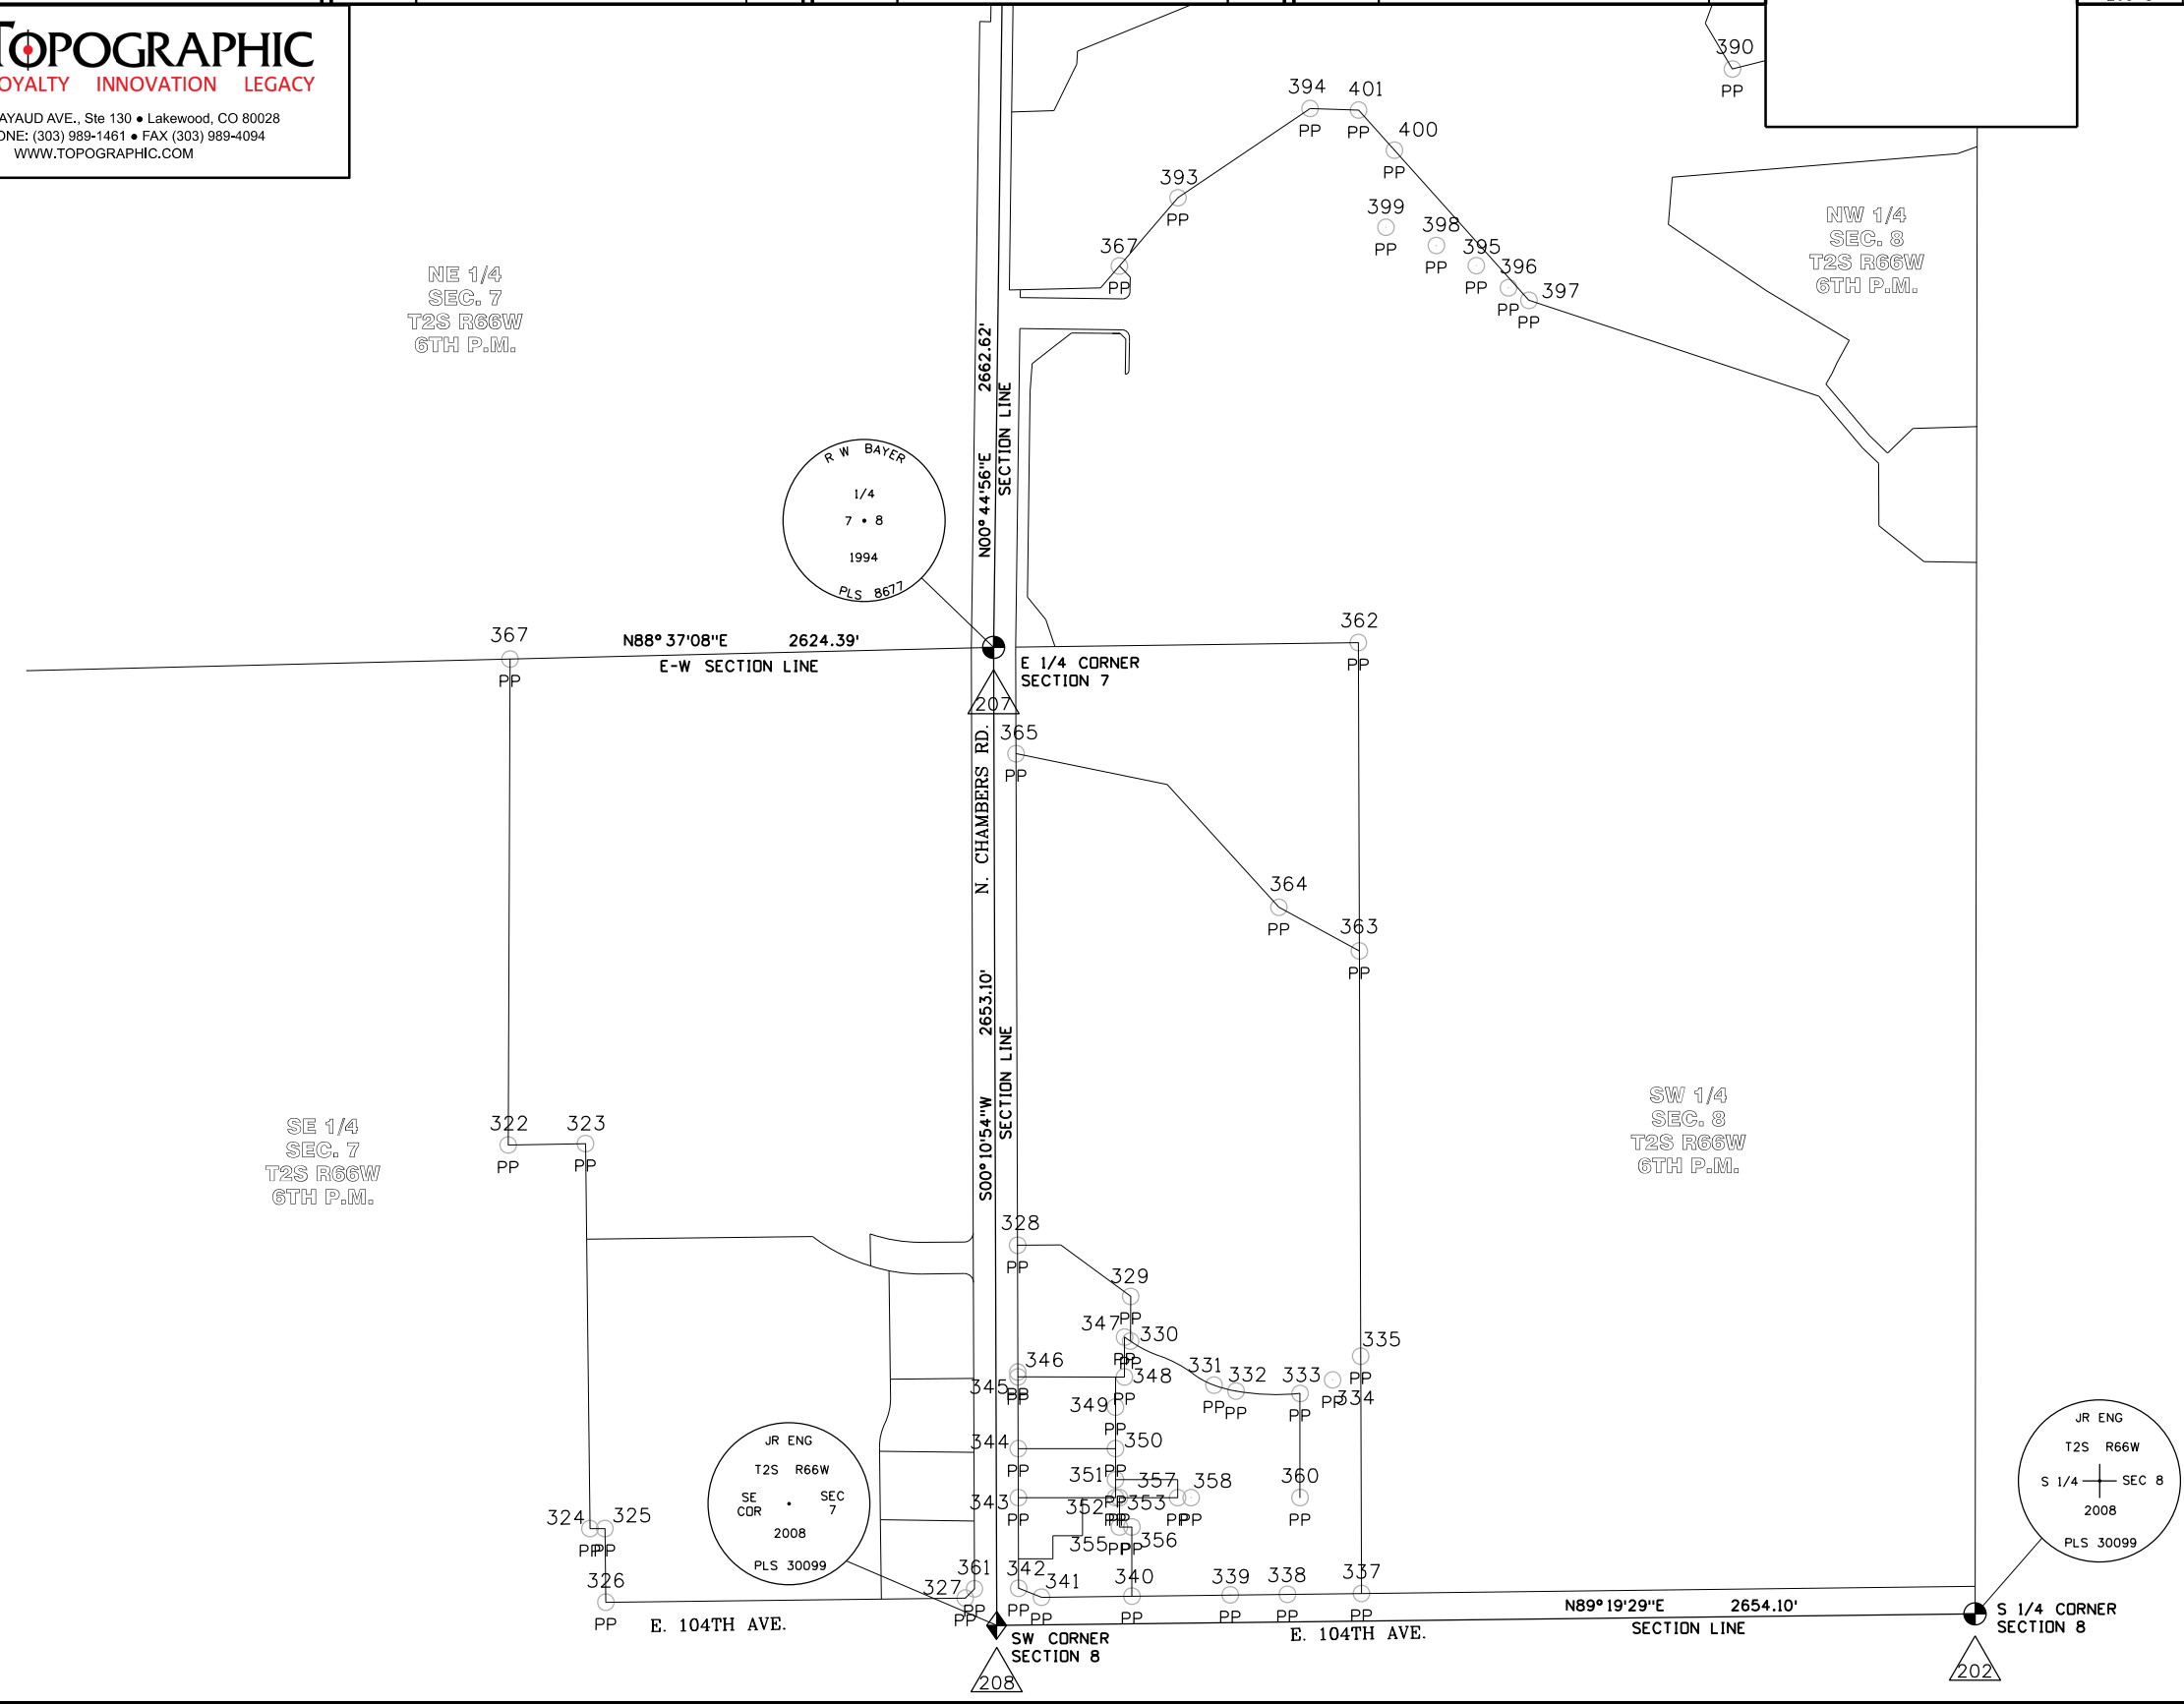 TOPOGRAPHIC
OYALTY INNOVATION LEGACY
AYAUD AVE., Ste 130 ● Lakewood, CO 80028
ONE: (303) 989-1461 ● FAX (303) 989-4094
WWW.TOPOGRAPHIC.COM
390
PP
394
PP
401
PP
400
PP
393
PP
399
PP
398
PP
395
PP
396
PP
397
PP
367
PP
NE 1/4
SEC. 7
T2S R66W
6TH P.M.
NW 1/4
SEC. 8
T2S R66W
6TH P.M.
N00°44'56"E 2662.62'
SECTION LINE
R W BAYER
1/4
7 • 8
1994
PLS 8677
367
PP
N88°37'08"E 2624.39'
E-W SECTION LINE
E 1/4 CORNER
SECTION 7
207
362
PP
365
PP
N. CHAMBERS RD.
364
PP
363
PP
S00°10'54"W 2653.10'
SECTION LINE
SE 1/4
SEC. 7
T2S R66W
6TH P.M.
SW 1/4
SEC. 8
T2S R66W
6TH P.M.
322
PP
323
PP
328
PP
329
PP
347
PP
330
PP
346
PP
345
PP
348
PP
331
PP
332
PP
333
PP
334
PP
335
PP
349
PP
344
PP
350
PP
351
PP
357
PP
358
PP
360
PP
343
PP
352
PP
353
PP
355
PP
356
PP
324
PP
325
PP
326
PP
327
PP
361
PP
342
PP
341
PP
340
PP
339
PP
338
PP
337
PP
JR ENG
T2S R66W
SE COR • SEC 7
2008
PLS 30099
JR ENG
T2S R66W
S 1/4 SEC 8
2008
PLS 30099
E. 104TH AVE.
SW CORNER
SECTION 8
208
E. 104TH AVE.
N89°19'29"E 2654.10'
SECTION LINE
S 1/4 CORNER
SECTION 8
202